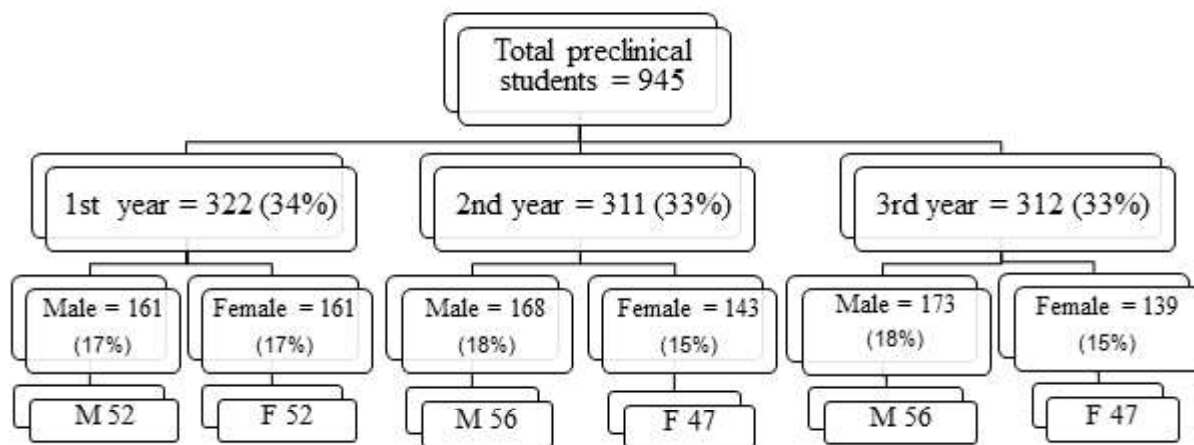 Total preclinical
students = 945
1st year = 322 (34%)
2nd year = 311 (33%)
3rd year = 312 (33%)
Male = 161
(17%)
Female = 161
(17%)
Male = 168
(18%)
Female = 143
(15%)
Male = 173
(18%)
Female = 139
(15%)
M 52
F 52
M 56
F 47
M 56
F 47